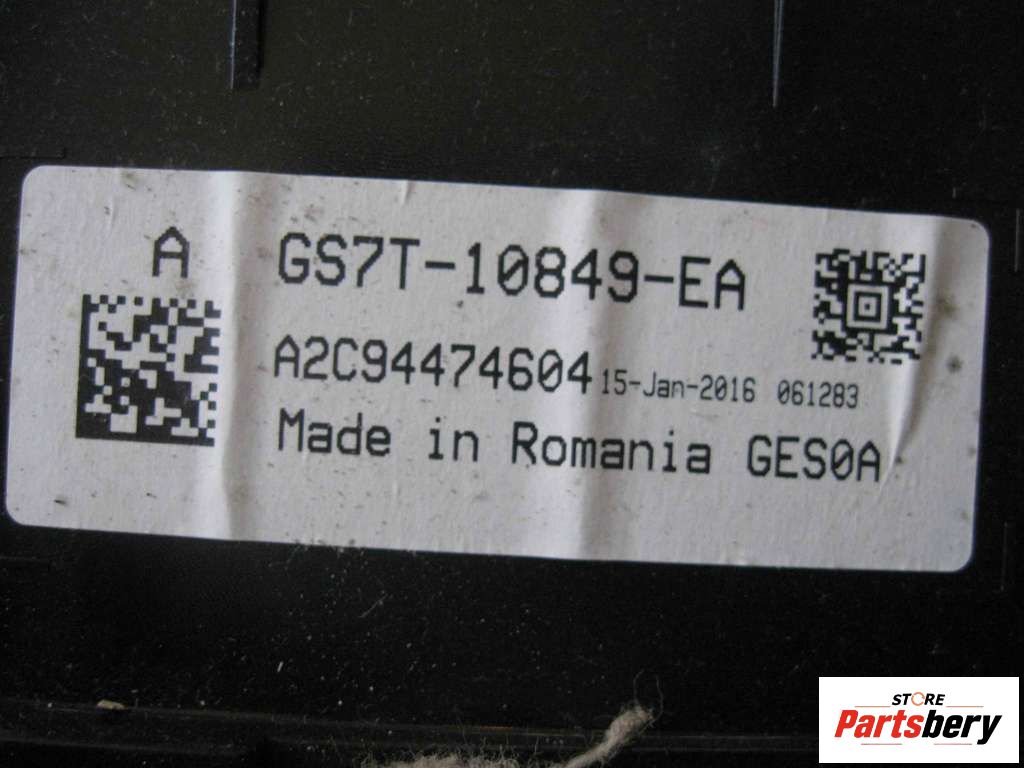 A GS7T-10849-EA
A2C94474604 15-Jan-2016 061283
Made in Romania GES0A
STORE
Partsbery